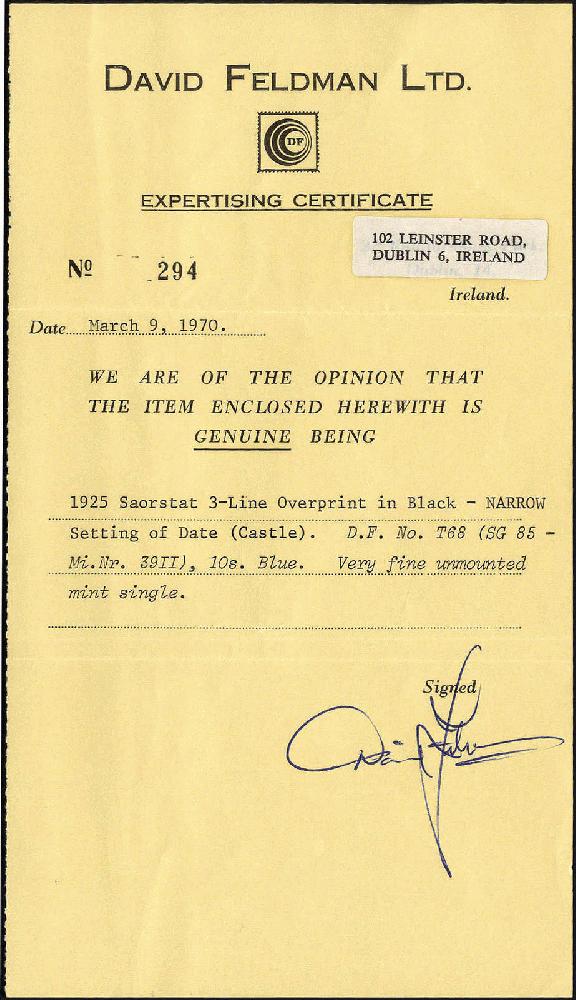 DAVID FELDMAN LTD.
DF
EXPERTISING CERTIFICATE
102 LEINSTER ROAD,
DUBLIN 6, IRELAND
Nº 294
Ireland.
Date March 9, 1970.
WE ARE OF THE OPINION THAT
THE ITEM ENCLOSED HEREWITH IS
GENUINE BEING
1925 Saorstat 3-Line Overprint in Black - NARROW
Setting of Date (Castle). D.F. No. T68 (SG 85 -
Mi.Nr. 39II), 10s. Blue. Very fine unmounted
mint single.
Signed